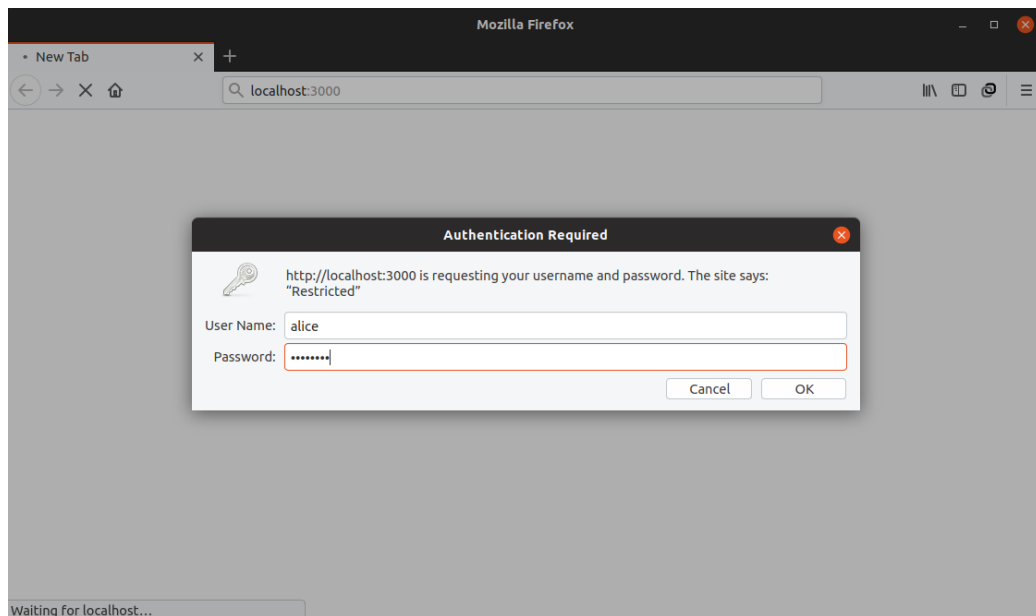 Mozilla Firefox
• New Tab
localhost:3000
Authentication Required
http://localhost:3000 is requesting your username and password. The site says:
“Restricted”
User Name: alice
Password: ••••••••
Cancel OK
Waiting for localhost…